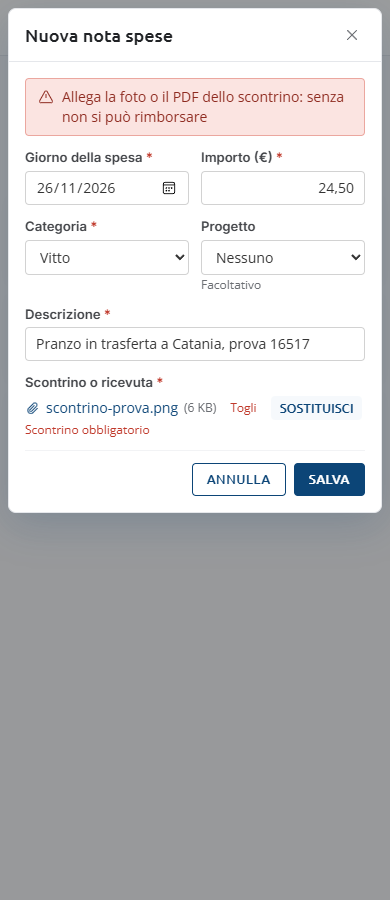 Nuova nota spese
Allega la foto o il PDF dello scontrino: senza
non si può rimborsare
Giorno della spesa * Importo (€) *
26/11/2026 24,50
Categoria * Progetto
Vitto Nessuno
Facoltativo
Descrizione *
Pranzo in trasferta a Catania, prova 16517
Scontrino o ricevuta *
scontrino-prova.png (6 KB) Togli SOSTITUISCI
Scontrino obbligatorio
ANNULLA SALVA